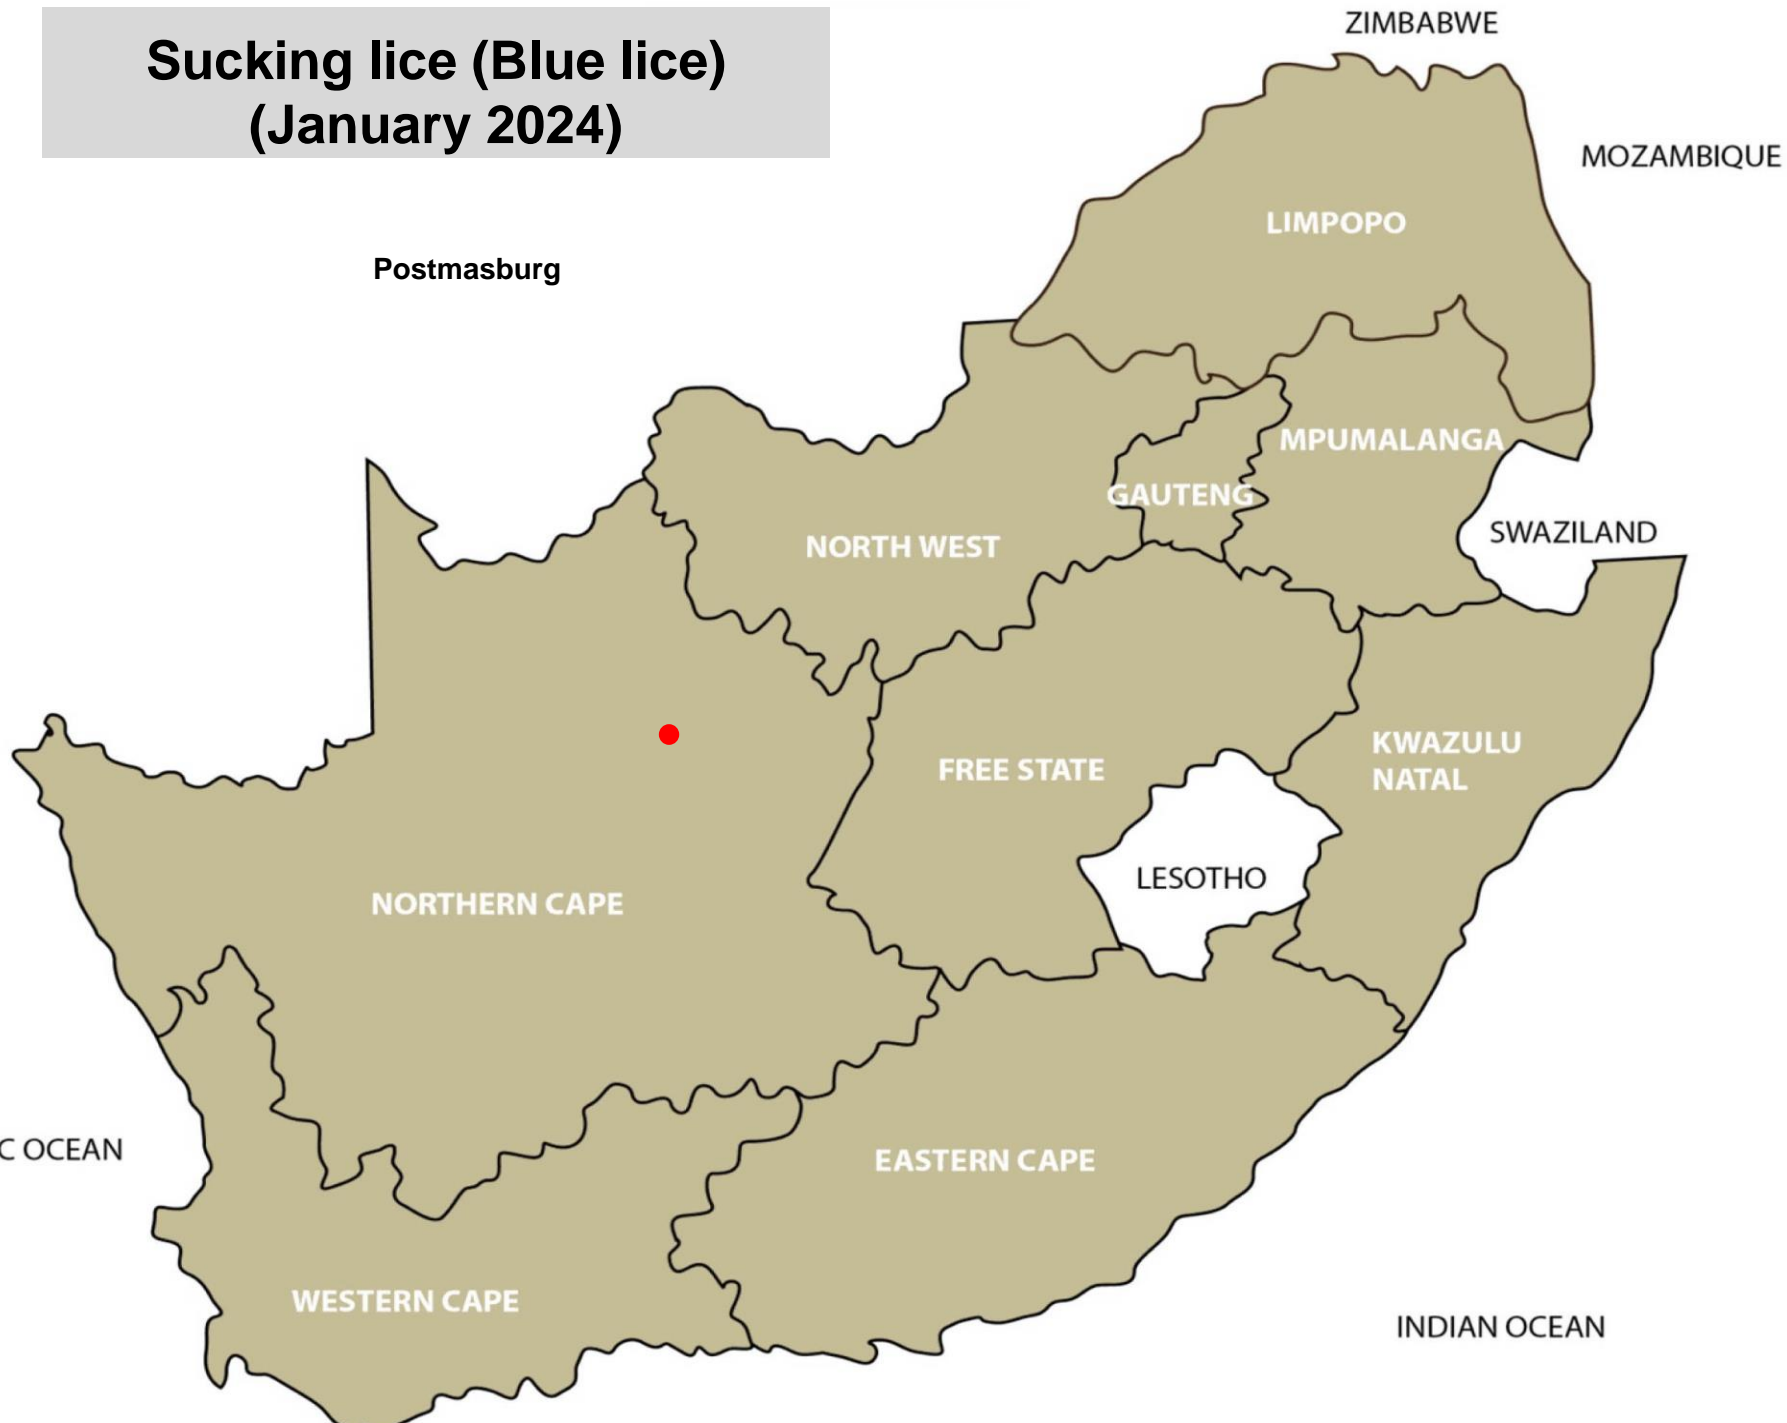 Sucking lice (Blue lice)
(January 2024)
ZIMBABWE
MOZAMBIQUE
LIMPOPO
Postmasburg
MPUMALANGA
GAUTENG
SWAZILAND
NORTH WEST
KWAZULU
NATAL
FREE STATE
LESOTHO
NORTHERN CAPE
C OCEAN
EASTERN CAPE
WESTERN CAPE
INDIAN OCEAN